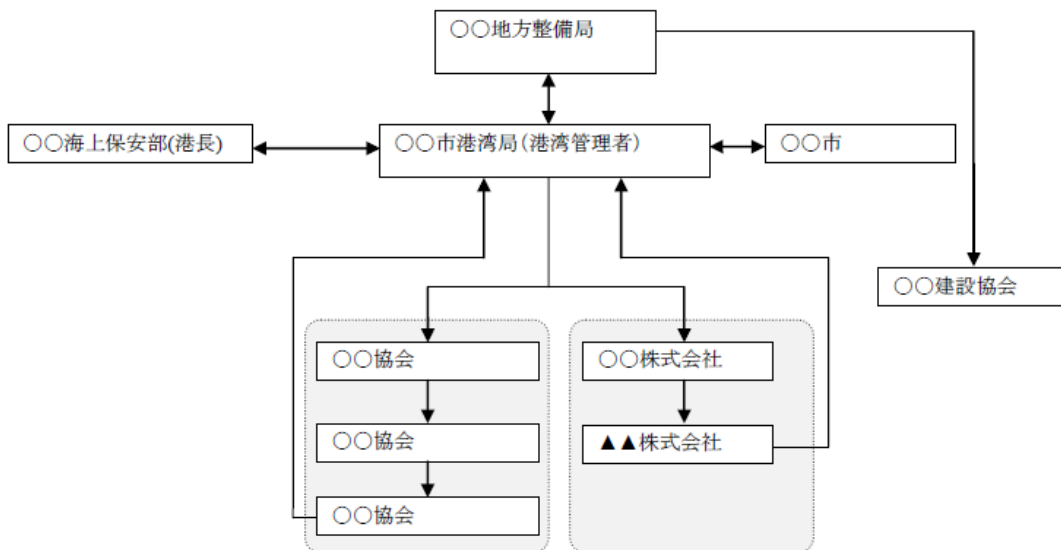 ○○地方整備局
○○海上保安部(港長)
○○市港湾局(港湾管理者)
○○市
○○建設協会
○○協会
○○株式会社
○○協会
▲▲株式会社
○○協会